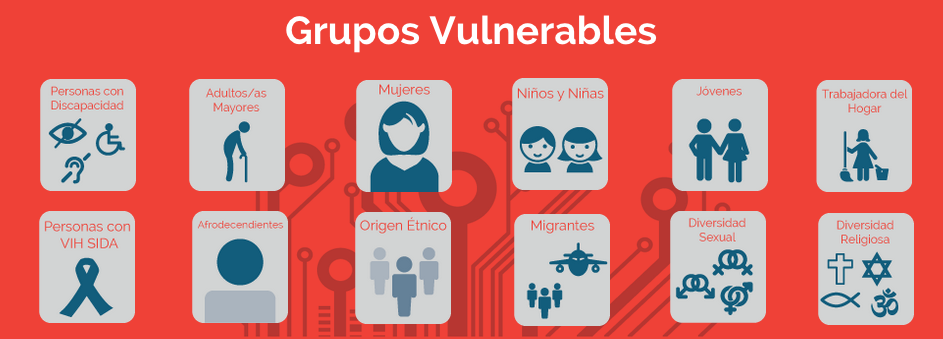 Grupos Vulnerables
Personas con
Discapacidad
Adultos/as
Mayores
Mujeres
Niños y Niñas
Jóvenes
Trabajadora del
Hogar
Personas con
VIH SIDA
Afrodecendientes
Origen Étnico
Migrantes
Diversidad
Sexual
Diversidad
Religiosa